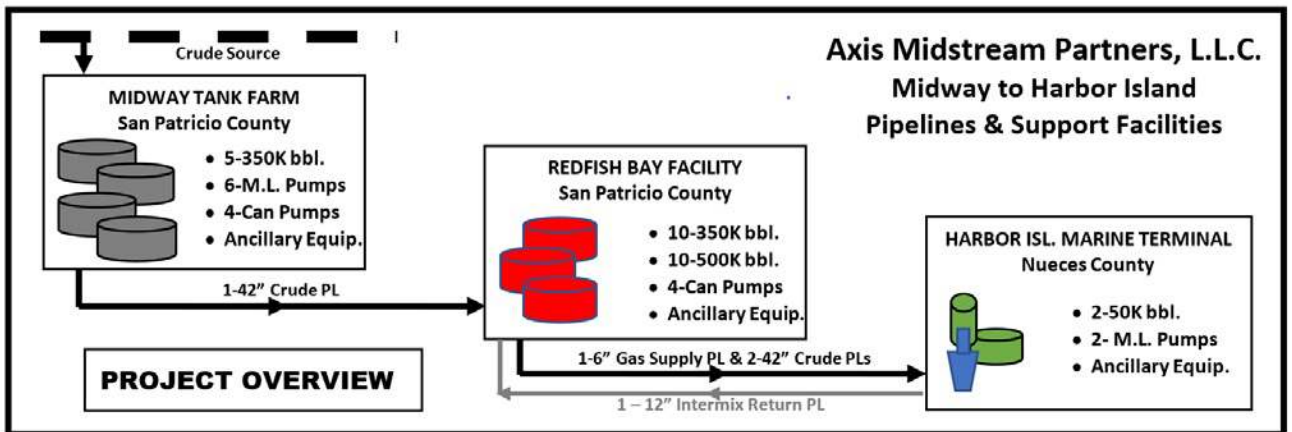 Crude Source
Axis Midstream Partners, L.L.C.
Midway to Harbor Island
Pipelines & Support Facilities
MIDWAY TANK FARM
San Patricio County
• 5-350K bbl.
• 6-M.L. Pumps
• 4-Can Pumps
• Ancillary Equip.
1-42” Crude PL
REDFISH BAY FACILITY
San Patricio County
• 10-350K bbl.
• 10-500K bbl.
• 4-Can Pumps
• Ancillary Equip.
HARBOR ISL. MARINE TERMINAL
Nueces County
• 2-50K bbl.
• 2- M.L. Pumps
• Ancillary Equip.
1-6” Gas Supply PL & 2-42” Crude PLs
1 – 12” Intermix Return PL
PROJECT OVERVIEW